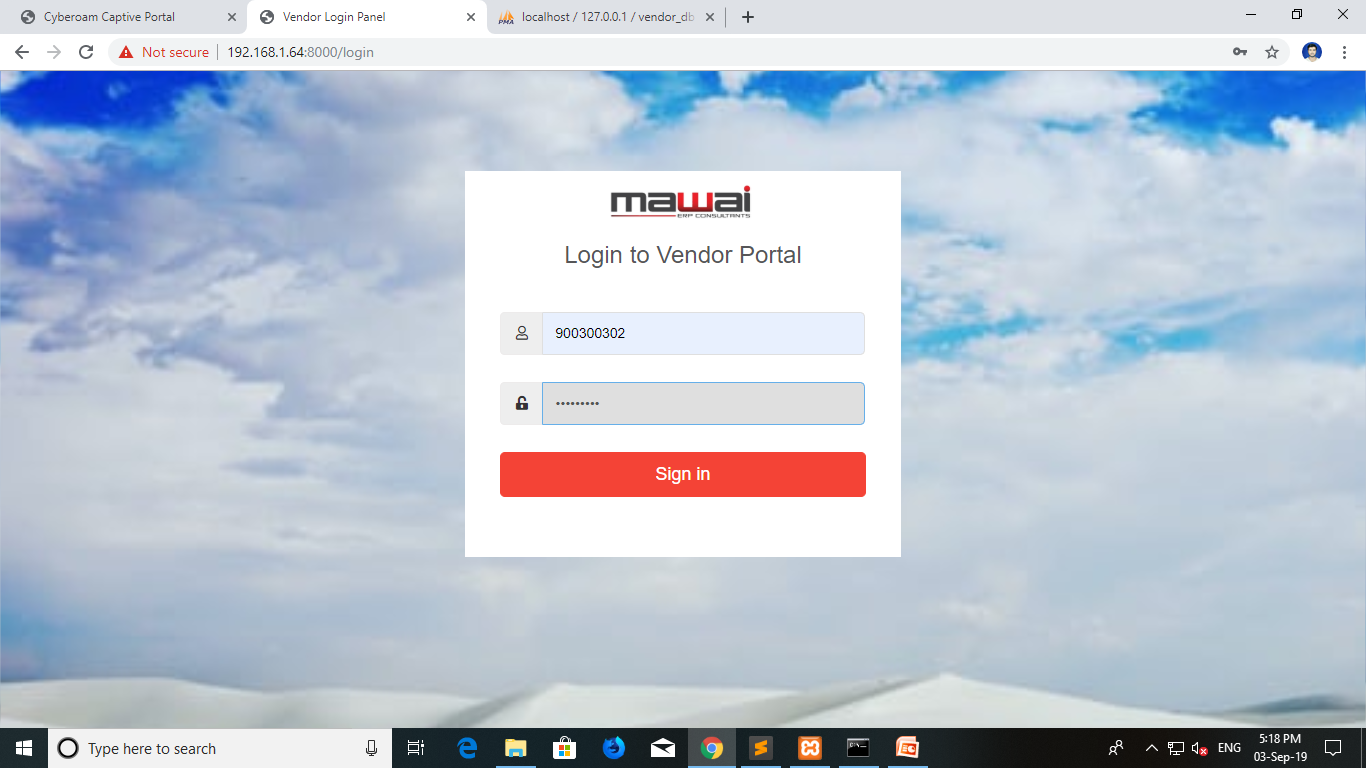 Cyberoam Captive Portal
Vendor Login Panel
localhost / 127.0.0.1 / vendor_db
Not secure
192.168.1.64:8000/login
mawai
ERP CONSULTANTS
Login to Vendor Portal
900300302
•••••••••
Sign in
Type here to search
ENG
5:18 PM
03-Sep-19